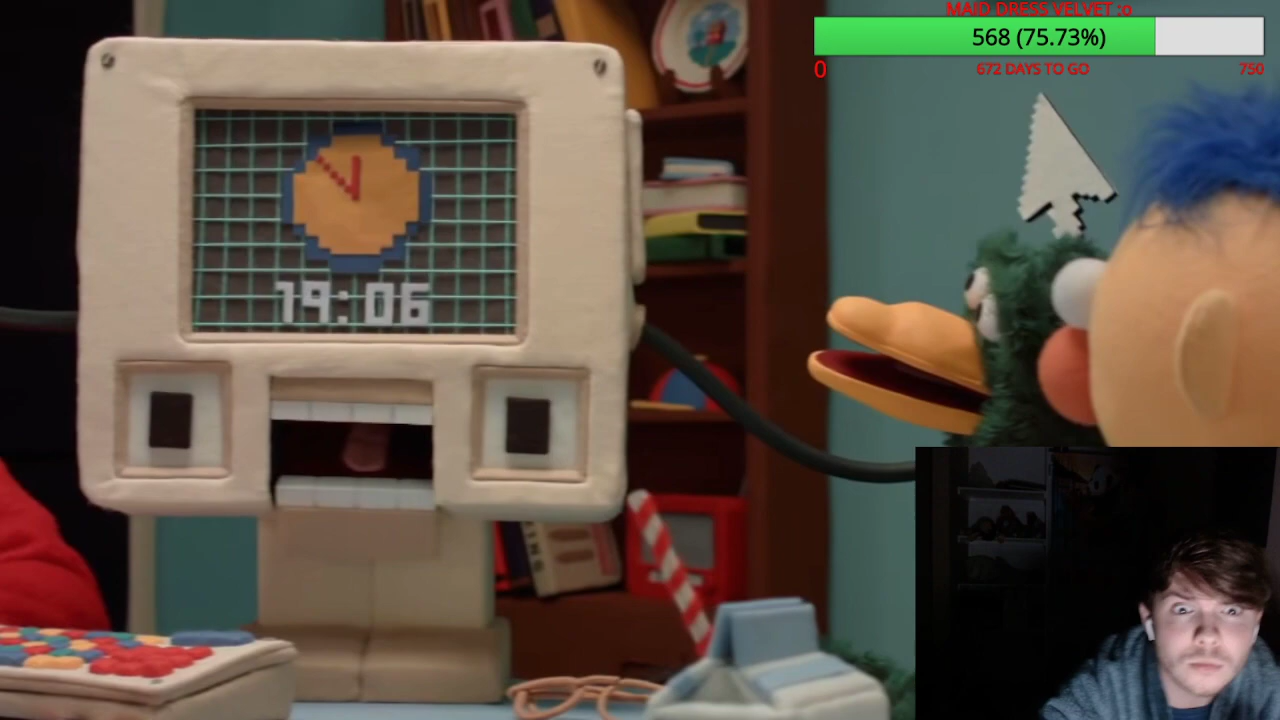 MAID DRESS VELVET :o
568 (75.73%)
0
672 DAYS TO GO
750
19:06